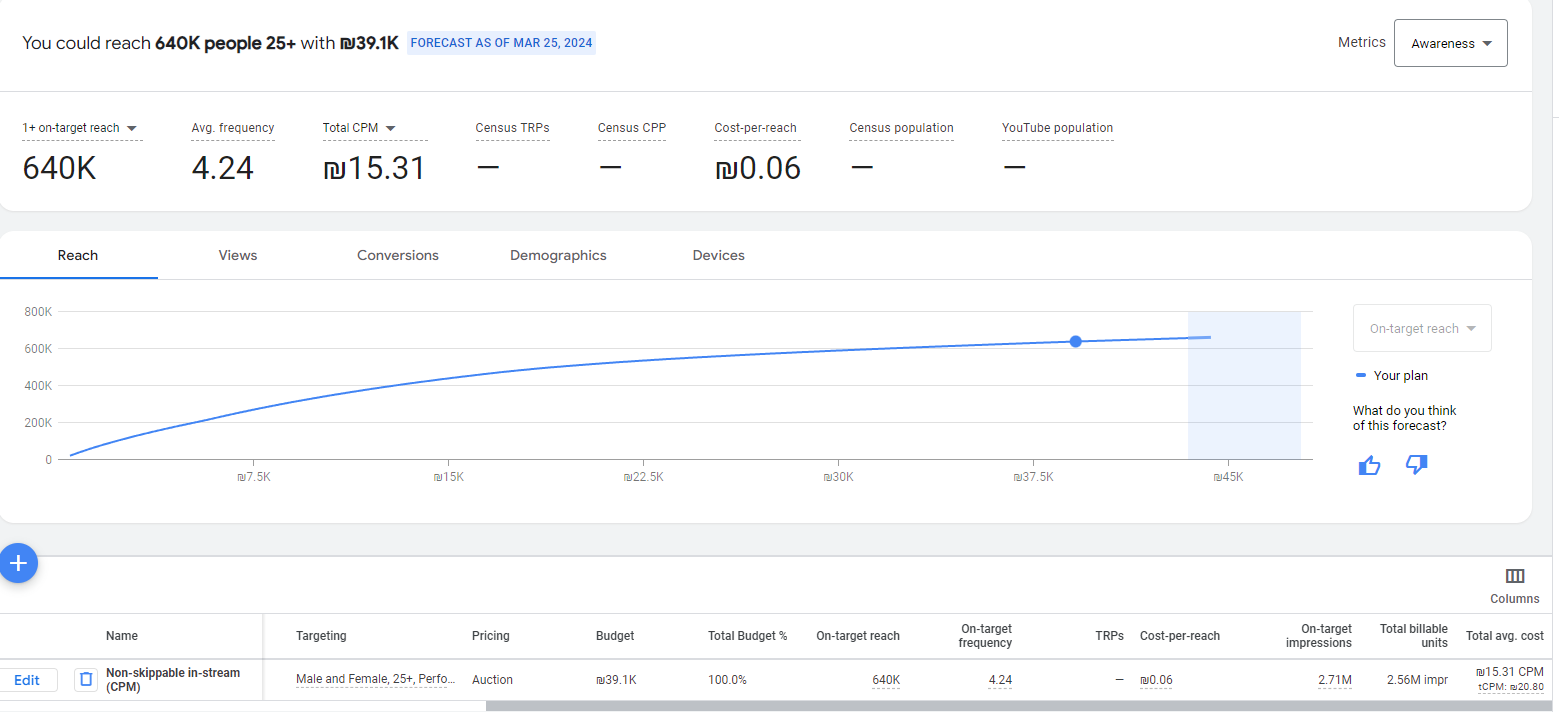 You could reach 640K people 25+ with ₪39.1K FORECAST AS OF MAR 25, 2024
Metrics Awareness
1+ on-target reach Avg. frequency Total CPM Census TRPs Census CPP Cost-per-reach Census population YouTube population
640K 4.24 ₪15.31 — — ₪0.06 — —
Reach Views Conversions Demographics Devices
800K
600K
400K
200K
0
₪7.5K ₪15K ₪22.5K ₪30K ₪37.5K ₪45K
On-target reach
Your plan
What do you think
of this forecast?
Columns
Name Targeting Pricing Budget Total Budget % On-target reach On-target frequency TRPs Cost-per-reach On-target impressions Total billable units Total avg. cost
Edit Non-skippable in-stream (CPM) Male and Female, 25+, Perfo... Auction ₪39.1K 100.0% 640K 4.24 — ₪0.06 2.71M 2.56M impr ₪15.31 CPM
tCPM: ₪20.80